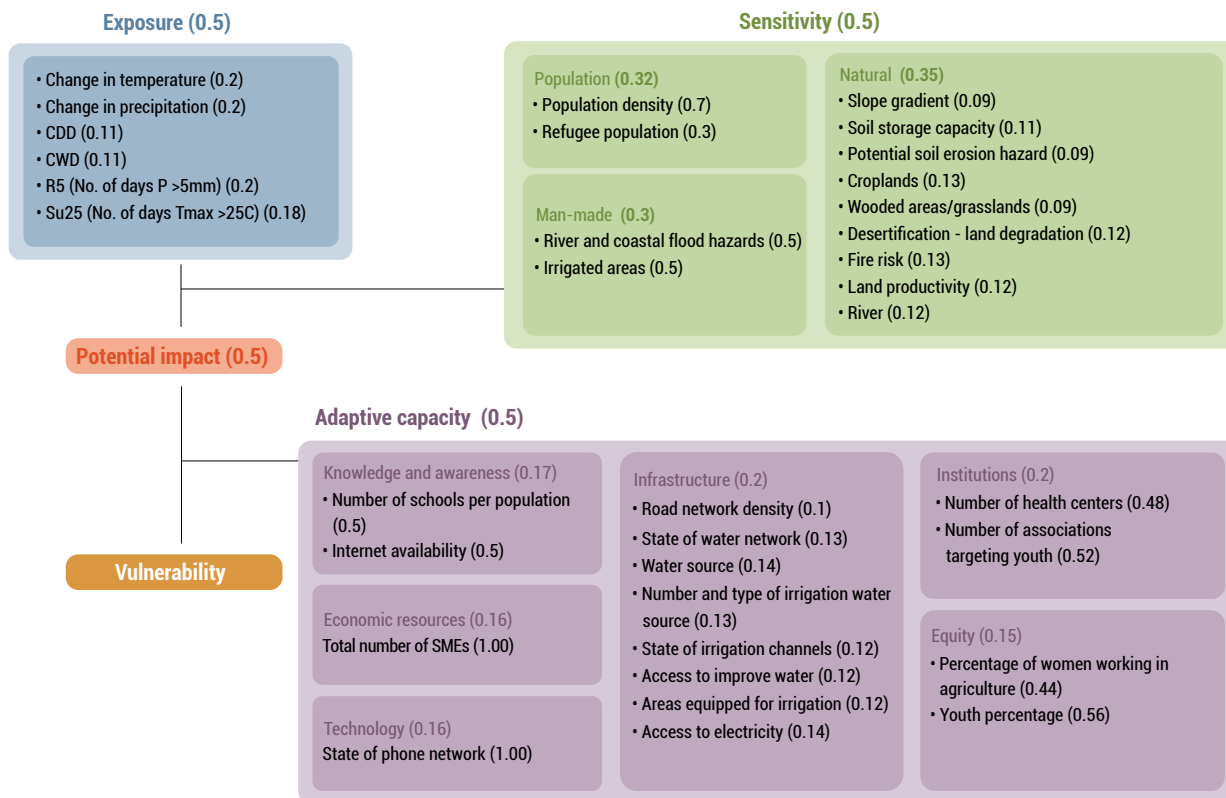 Exposure (0.5)
• Change in temperature (0.2)
• Change in precipitation (0.2)
• CDD (0.11)
• CWD (0.11)
• R5 (No. of days P >5mm) (0.2)
• Su25 (No. of days Tmax >25C) (0.18)
Sensitivity (0.5)
Population (0.32)
• Population density (0.7)
• Refugee population (0.3)
Man-made (0.3)
• River and coastal flood hazards (0.5)
• Irrigated areas (0.5)
Natural (0.35)
• Slope gradient (0.09)
• Soil storage capacity (0.11)
• Potential soil erosion hazard (0.09)
• Croplands (0.13)
• Wooded areas/grasslands (0.09)
• Desertification - land degradation (0.12)
• Fire risk (0.13)
• Land productivity (0.12)
• River (0.12)
Potential impact (0.5)
Adaptive capacity (0.5)
Knowledge and awareness (0.17)
• Number of schools per population
(0.5)
• Internet availability (0.5)
Economic resources (0.16)
Total number of SMEs (1.00)
Technology (0.16)
State of phone network (1.00)
Infrastructure (0.2)
• Road network density (0.1)
• State of water network (0.13)
• Water source (0.14)
• Number and type of irrigation water
source (0.13)
• State of irrigation channels (0.12)
• Access to improve water (0.12)
• Areas equipped for irrigation (0.12)
• Access to electricity (0.14)
Institutions (0.2)
• Number of health centers (0.48)
• Number of associations
targeting youth (0.52)
Equity (0.15)
• Percentage of women working in
agriculture (0.44)
• Youth percentage (0.56)
Vulnerability